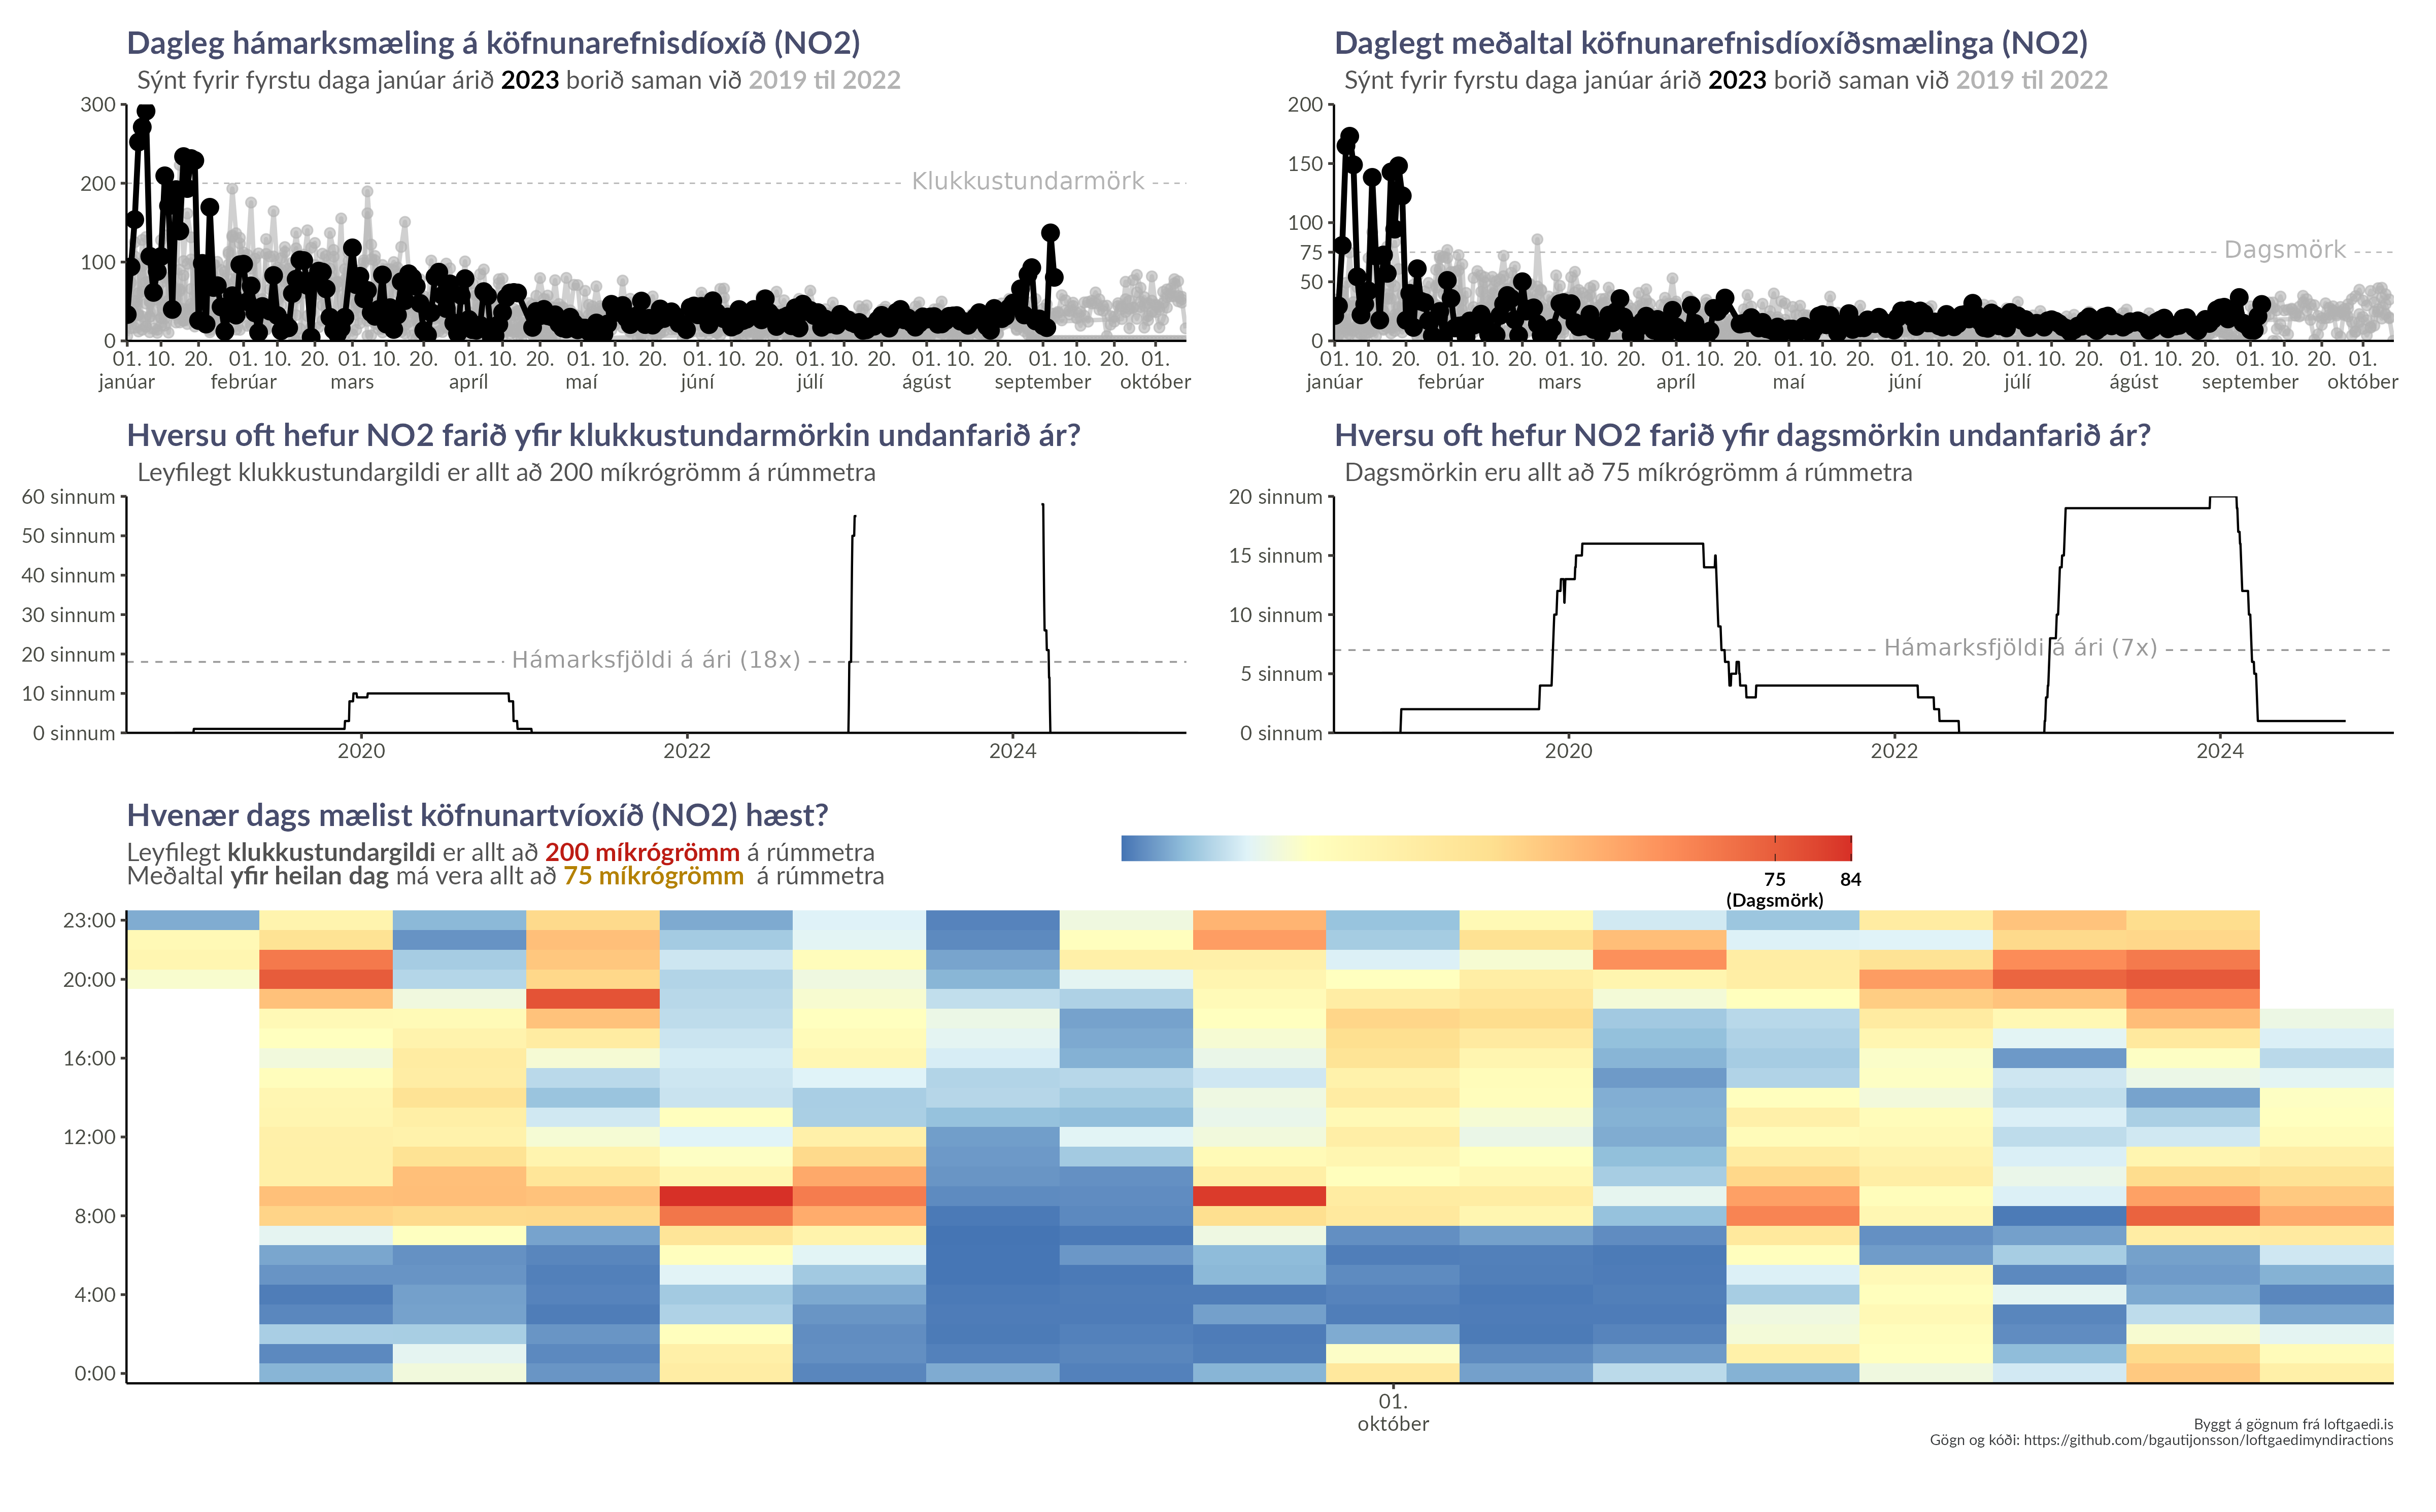 Dagleg hámarksmæling á köfnunarefnisdíoxíð (NO2)
Sýnt fyrir fyrstu daga janúar árið 2023 borið saman við 2019 til 2022
300
200
100
0
Klukkustundarmörk
01. 10. 20. 01. 10. 20. 01. 10. 20. 01. 10. 20. 01. 10. 20. 01. 10. 20. 01. 10. 20. 01. 10. 20. 01. 10. 20. 01.
janúar febrúar mars apríl maí júní júlí ágúst september október
Daglegt meðaltal köfnunarefnisdíoxíðsmælinga (NO2)
Sýnt fyrir fyrstu daga janúar árið 2023 borið saman við 2019 til 2022
200
150
100
75
50
0
Dagsmörk
01. 10. 20. 01. 10. 20. 01. 10. 20. 01. 10. 20. 01. 10. 20. 01. 10. 20. 01. 10. 20. 01. 10. 20. 01. 10. 20. 01.
janúar febrúar mars apríl maí júní júlí ágúst september október
Hversu oft hefur NO2 farið yfir klukkustundarmörkin undanfarið ár?
Leyfilegt klukkustundargildi er allt að 200 míkrógrömm á rúmmetra
60 sinnum
50 sinnum
40 sinnum
30 sinnum
20 sinnum
10 sinnum
0 sinnum
Hámarksfjöldi á ári (18x)
2020 2022 2024
Hversu oft hefur NO2 farið yfir dagsmörkin undanfarið ár?
Dagsmörkin eru allt að 75 míkrógrömm á rúmmetra
20 sinnum
15 sinnum
10 sinnum
5 sinnum
0 sinnum
Hámarksfjöldi á ári (7x)
2020 2022 2024
Hvenær dags mælist köfnunartvíoxíð (NO2) hæst?
Leyfilegt klukkustundargildi er allt að 200 míkrógrömm á rúmmetra
Meðaltal yfir heilan dag má vera allt að 75 míkrógrömm á rúmmetra
75 84
(Dagsmörk)
23:00
20:00
16:00
12:00
8:00
4:00
0:00
01.
október
Byggt á gögnum frá loftgaedi.is
Gögn og kóði: https://github.com/bgautijonsson/loftgaedimyndiractions